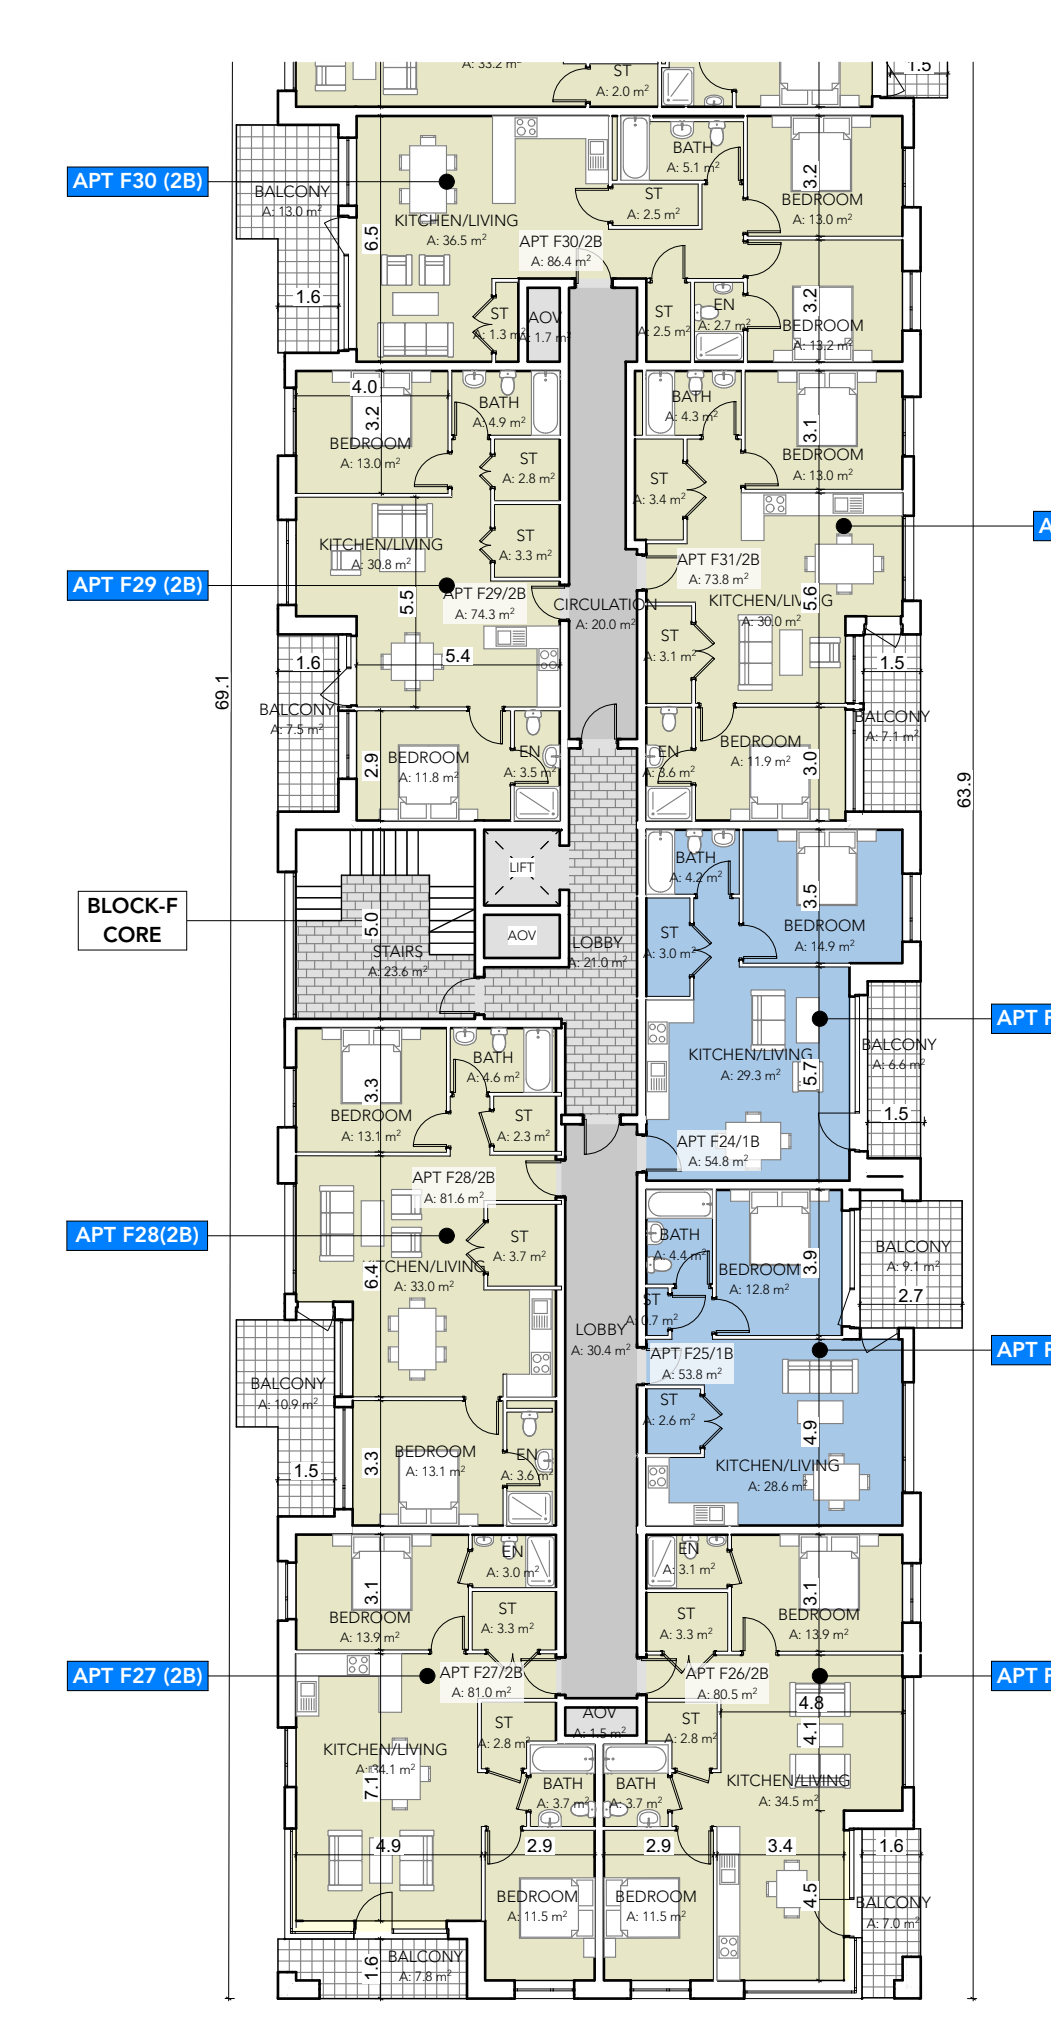 A: 33.2 m²
ST
A: 2.0 m²
1.5
APT F30 (2B)
BALCONY
A: 13.0 m²
1.6
KITCHEN/LIVING
A: 36.5 m²
6.5
BATH
A: 5.1 m²
ST
A: 2.5 m²
3.2
BEDROOM
A: 13.0 m²
APT F30/2B
A: 86.4 m²
ST
A: 1.3 m²
AOV
A: 1.7 m²
ST
A: 2.5 m²
EN
A: 2.7 m²
3.2
BEDROOM
A: 13.2 m²
4.0
3.2
BEDROOM
A: 13.0 m²
BATH
A: 4.9 m²
ST
A: 2.8 m²
ST
A: 3.3 m²
BATH
A: 4.3 m²
3.1
BEDROOM
A: 13.0 m²
ST
A: 3.4 m²
A
KITCHEN/LIVING
A: 30.8 m²
APT F29 (2B)
5.5
APT F29/2B
A: 74.3 m²
CIRCULATION
A: 20.0 m²
APT F31/2B
A: 73.8 m²
KITCHEN/LIVING
A: 30.0 m²
5.6
ST
A: 3.1 m²
5.4
1.6
BALCONY
A: 7.5 m²
69.1
1.5
BALCONY
A: 7.1 m²
2.9
BEDROOM
A: 11.8 m²
EN
A: 3.5 m²
EN
A: 3.6 m²
BEDROOM
A: 11.9 m²
3.0
63.9
LIFT
AOV
BLOCK-F
CORE
5.0
STAIRS
A: 23.6 m²
LOBBY
A: 21.0 m²
BATH
A: 4.2 m²
3.5
BEDROOM
A: 14.9 m²
ST
A: 3.0 m²
APT F
KITCHEN/LIVING
A: 29.3 m²
5.7
BALCONY
A: 6.6 m²
1.5
APT F24/1B
A: 54.8 m²
3.3
BEDROOM
A: 13.1 m²
BATH
A: 4.6 m²
ST
A: 2.3 m²
APT F28/2B
A: 81.6 m²
APT F28(2B)
6.4
TCHEN/LIVING
A: 33.0 m²
ST
A: 3.7 m²
BATH
A: 4.4 m²
BEDROOM
A: 12.8 m²
3.9
BALCONY
A: 9.1 m²
2.7
ST
A: 0.7 m²
LOBBY
A: 30.4 m²
APT F25/1B
A: 53.8 m²
APT F
ST
A: 2.6 m²
4.9
KITCHEN/LIVING
A: 28.6 m²
BALCONY
A: 10.9 m²
1.5
3.3
BEDROOM
A: 13.1 m²
EN
A: 3.6 m²
3.1
BEDROOM
A: 13.9 m²
EN
A: 3.0 m²
ST
A: 3.3 m²
EN
A: 3.1 m²
ST
A: 3.3 m²
3.1
BEDROOM
A: 13.9 m²
APT F27 (2B)
APT F27/2B
A: 81.0 m²
APT F26/2B
A: 80.5 m²
APT F
4.8
4.1
AOV
A: 1.5 m²
ST
A: 2.8 m²
ST
A: 2.8 m²
KITCHEN/LIVING
A: 34.1 m²
7.1
BATH
A: 3.7 m²
BATH
A: 3.7 m²
KITCHEN/LIVING
A: 34.5 m²
4.9
2.9
2.9
3.4
1.6
BEDROOM
A: 11.5 m²
BEDROOM
A: 11.5 m²
4.5
BALCONY
A: 7.0 m²
1.6
BALCONY
A: 7.8 m²